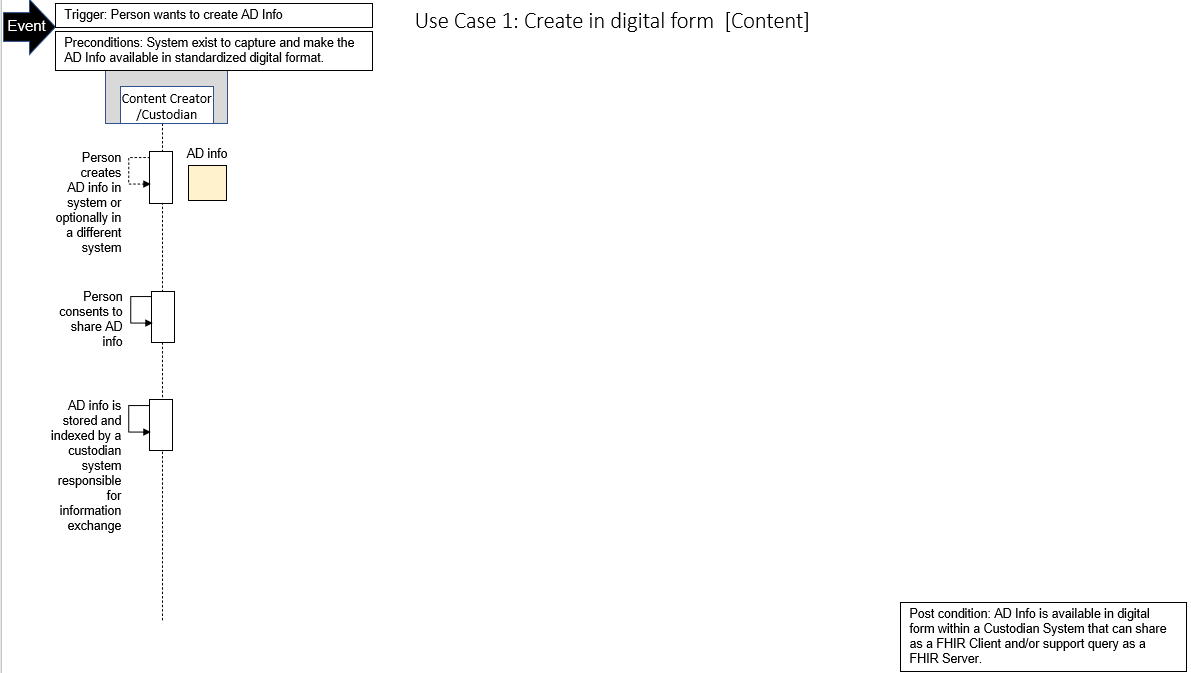 Event
Trigger: Person wants to create AD Info
Preconditions: System exist to capture and make the
AD Info available in standardized digital format.
Use Case 1: Create in digital form [Content]
Content Creator
/Custodian
Person
creates
AD info in
system or
optionally in
a different
system
AD info
Person
consents to
share AD
info
AD info is
stored and
indexed by a
custodian
system
responsible
for
information
exchange
Post condition: AD Info is available in digital
form within a Custodian System that can share
as a FHIR Client and/or support query as a
FHIR Server.